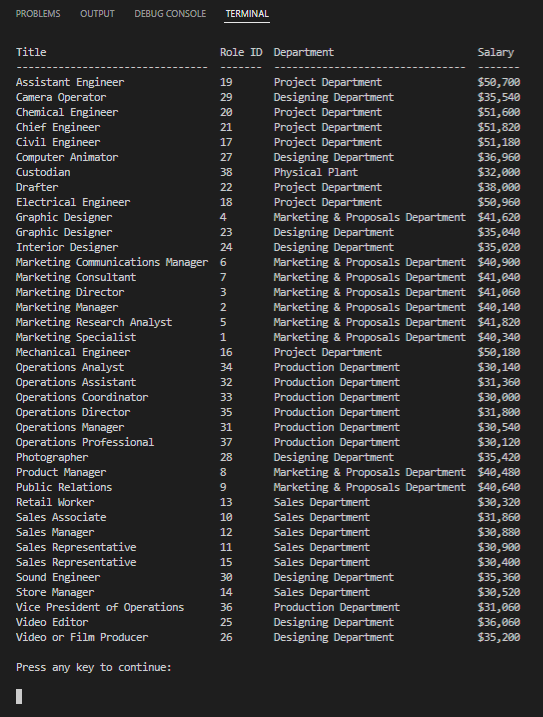 PROBLEMS OUTPUT DEBUG CONSOLE TERMINAL
Title Role ID Department Salary
-------------------------------- ------- -------------------------------- -------
Assistant Engineer 19 Project Department $50,700
Camera Operator 29 Designing Department $35,540
Chemical Engineer 20 Project Department $51,600
Chief Engineer 21 Project Department $51,820
Civil Engineer 17 Project Department $51,180
Computer Animator 27 Designing Department $36,960
Custodian 38 Physical Plant $32,000
Drafter 22 Project Department $38,000
Electrical Engineer 18 Project Department $50,960
Graphic Designer 4 Marketing & Proposals Department $41,620
Graphic Designer 23 Designing Department $35,040
Interior Designer 24 Designing Department $35,020
Marketing Communications Manager 6 Marketing & Proposals Department $40,900
Marketing Consultant 7 Marketing & Proposals Department $41,040
Marketing Director 3 Marketing & Proposals Department $41,060
Marketing Manager 2 Marketing & Proposals Department $40,140
Marketing Research Analyst 5 Marketing & Proposals Department $41,820
Marketing Specialist 1 Marketing & Proposals Department $40,340
Mechanical Engineer 16 Project Department $50,180
Operations Analyst 34 Production Department $30,140
Operations Assistant 32 Production Department $31,360
Operations Coordinator 33 Production Department $30,000
Operations Director 35 Production Department $31,800
Operations Manager 31 Production Department $30,540
Operations Professional 37 Production Department $30,120
Photographer 28 Designing Department $35,420
Product Manager 8 Marketing & Proposals Department $40,480
Public Relations 9 Marketing & Proposals Department $40,640
Retail Worker 13 Sales Department $30,320
Sales Associate 10 Sales Department $31,860
Sales Manager 12 Sales Department $30,880
Sales Representative 11 Sales Department $30,900
Sales Representative 15 Sales Department $30,400
Sound Engineer 30 Designing Department $35,360
Store Manager 14 Sales Department $30,520
Vice President of Operations 36 Production Department $31,060
Video Editor 25 Designing Department $36,060
Video or Film Producer 26 Designing Department $35,200
Press any key to continue: